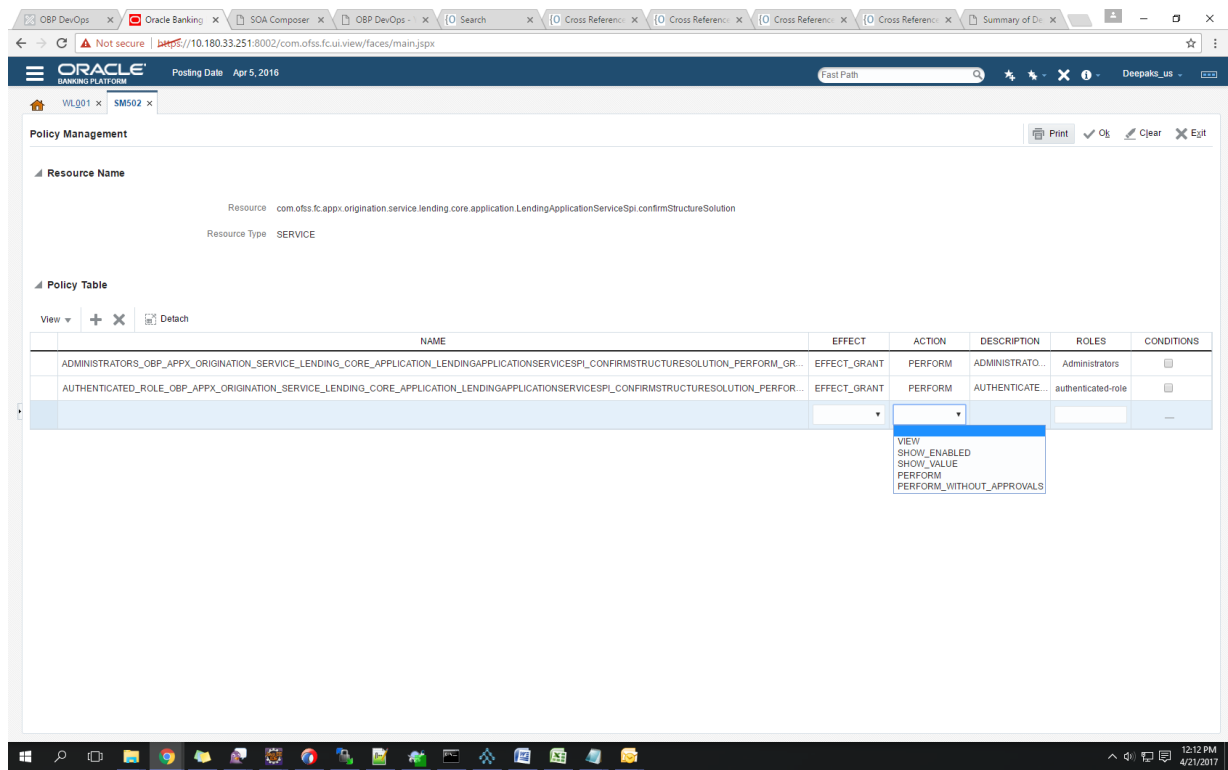 OBP DevOps
Oracle Banking
SOA Composer
OBP DevOps -
{O Search
{O Cross Reference
{O Cross Reference
{O Cross Reference
{O Cross Reference
Summary of De
Not secure | https://10.180.33.251:8002/com.ofss.fc.ui.view/faces/main.jspx
ORACLE
BANKING PLATFORM
Posting Date Apr 5, 2016
Fast Path
Deepaks_us
WL001 × SM502 ×
Policy Management
Print Ok Clear Exit
Resource Name
Resource com.ofss.fc.appx.origination.service.lending.core.application.LendingApplicationServiceSpi.confirmStructureSolution
Resource Type SERVICE
Policy Table
View Detach
NAME EFFECT ACTION DESCRIPTION ROLES CONDITIONS
ADMINISTRATORS_OBP_APPX_ORIGINATION_SERVICE_LENDING_CORE_APPLICATION_LENDINGAPPLICATIONSERVICESPI_CONFIRMSTRUCTURESOLUTION_PERFORM_GR... EFFECT_GRANT PERFORM ADMINISTRATO... Administrators
AUTHENTICATED_ROLE_OBP_APPX_ORIGINATION_SERVICE_LENDING_CORE_APPLICATION_LENDINGAPPLICATIONSERVICESPI_CONFIRMSTRUCTURESOLUTION_PERFOR... EFFECT_GRANT PERFORM AUTHENTICATE... authenticated-role
VIEW
SHOW_ENABLED
SHOW_VALUE
PERFORM
PERFORM_WITHOUT_APPROVALS
12:12 PM
4/21/2017